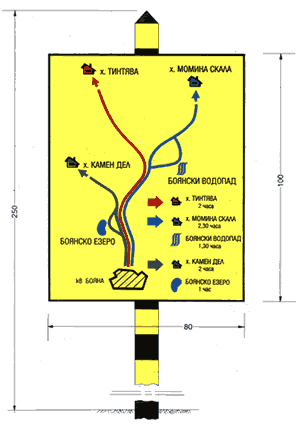 х. ТИНТЯВА
х. МОМИНА СКАЛА
х. КАМЕН ДЕЛ
БОЯНСКИ ВОДОПАД
БОЯНСКО ЕЗЕРО
кв. БОЯНА
х. ТИНТЯВА
2 часа
х. МОМИНА СКАЛА
2,30 часа
БОЯНСКИ ВОДОПАД
1,30 часа
х. КАМЕН ДЕЛ
2 часа
БОЯНСКО ЕЗЕРО
1 час
250
100
80